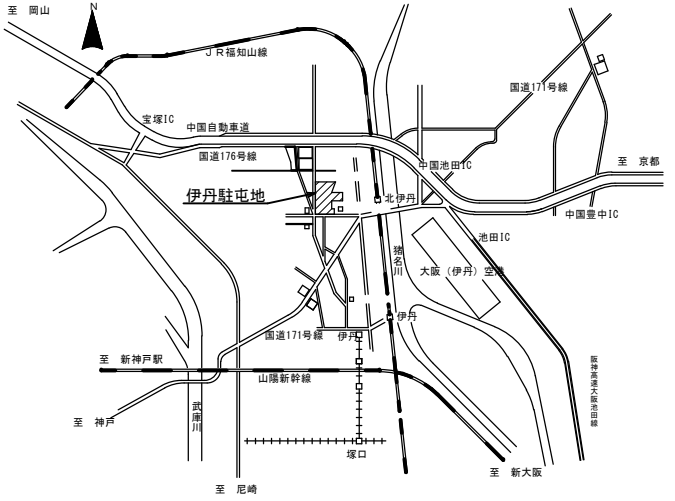 至　岡山
N
ＪＲ福知山線
国道171号線
宝塚IC
中国自動車道
国道176号線
中国池田IC
至　京都
伊丹駐屯地
北伊丹
中国豊中IC
池田IC
猪名川
大阪（伊丹）空港
伊丹
国道171号線
伊丹
至　新神戸駅
山陽新幹線
阪神高速大阪池田線
武庫川
至　神戸
塚口
至　新大阪
至　尼崎